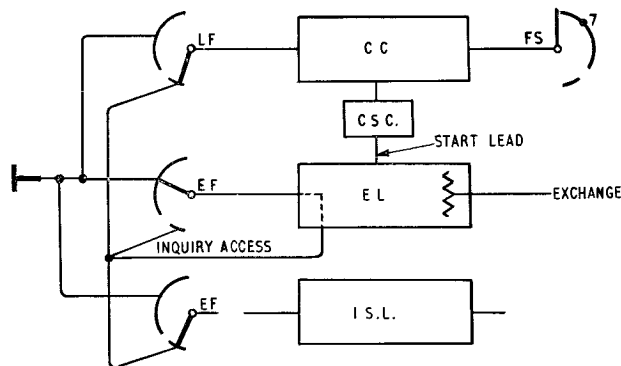 LF
C C
FS
7
C S C.
START LEAD
EF
E L
EXCHANGE
INQUIRY ACCESS
EF
I S.L.